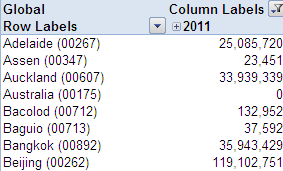 Global Column Labels
Row Labels 2011
Adelaide (00267) 25,085,720
Assen (00347) 23,451
Auckland (00607) 33,939,339
Australia (00175) 0
Bacolod (00712) 132,952
Baguio (00713) 37,592
Bangkok (00892) 35,943,429
Beijing (00262) 119,102,751